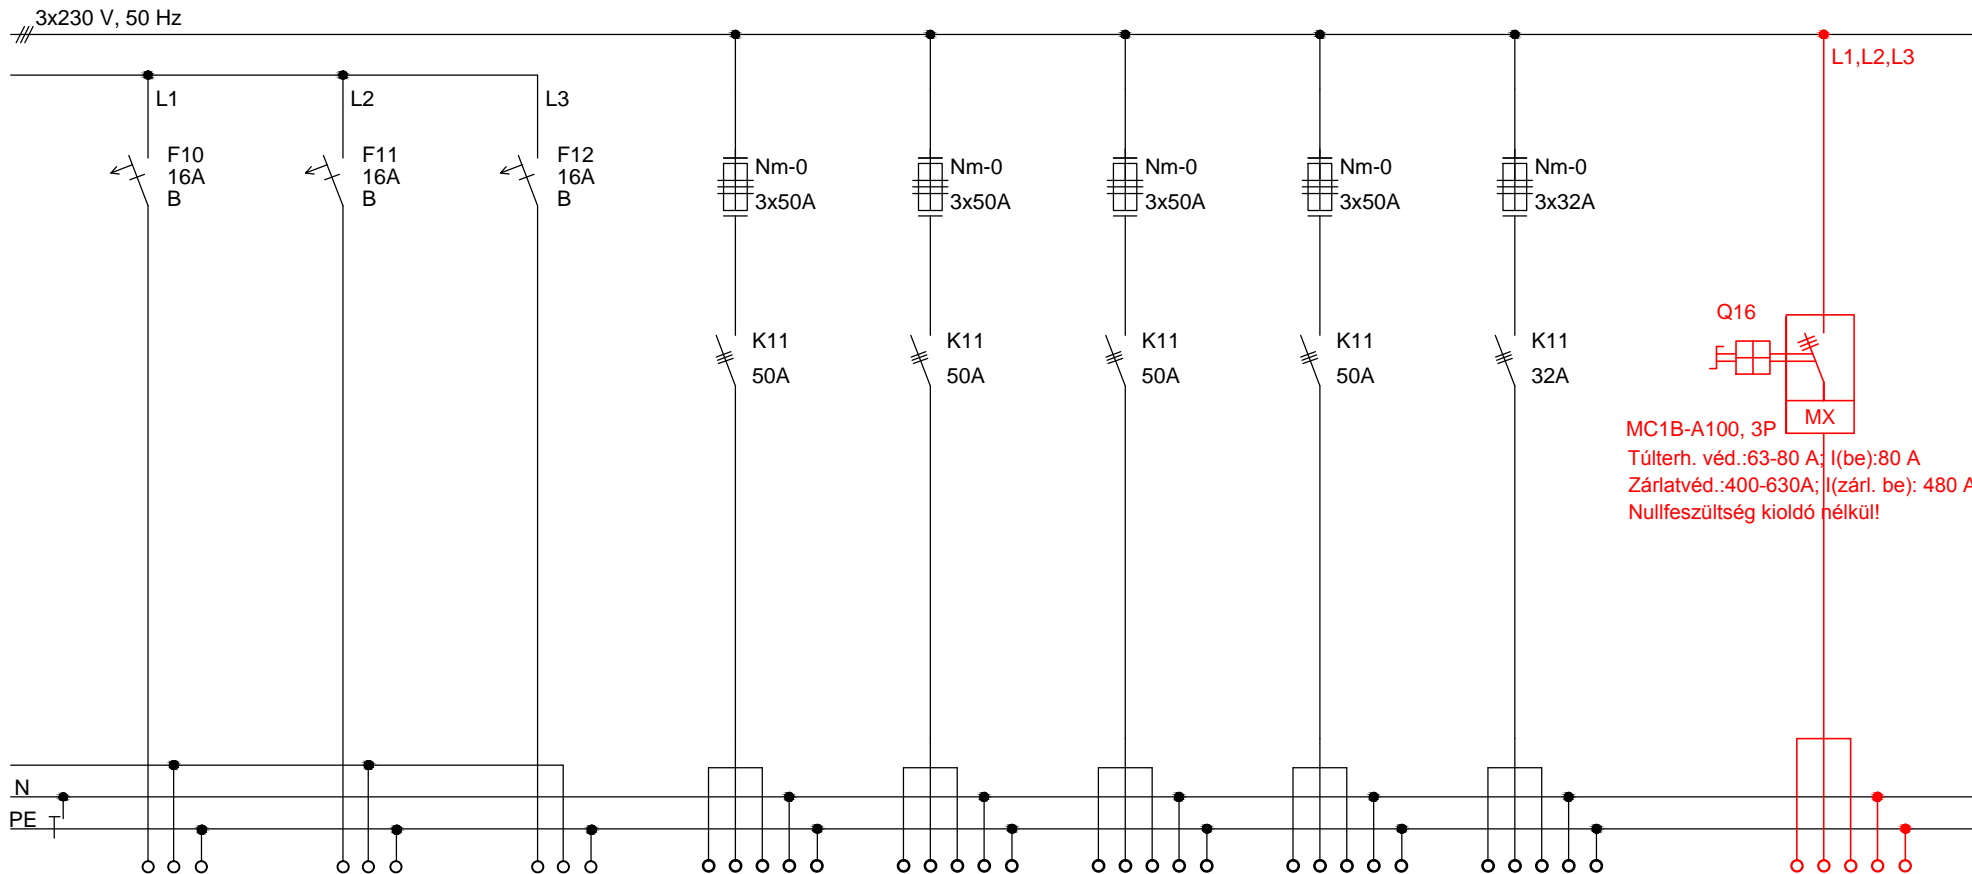 3x230 V, 50 Hz
L1,L2,L3
L1
L2
L3
F10
16A
B
F11
16A
B
F12
16A
B
Nm-0
3x50A
Nm-0
3x50A
Nm-0
3x50A
Nm-0
3x50A
Nm-0
3x32A
K11
50A
K11
50A
K11
50A
K11
50A
K11
32A
Q16
MX
MC1B-A100, 3P
Túlterh. véd.:63-80 A; I(be):80 A
Zárlatvéd.:400-630A; I(zárl. be): 480 A
Nullfeszültség kioldó nélkül!
N
PE